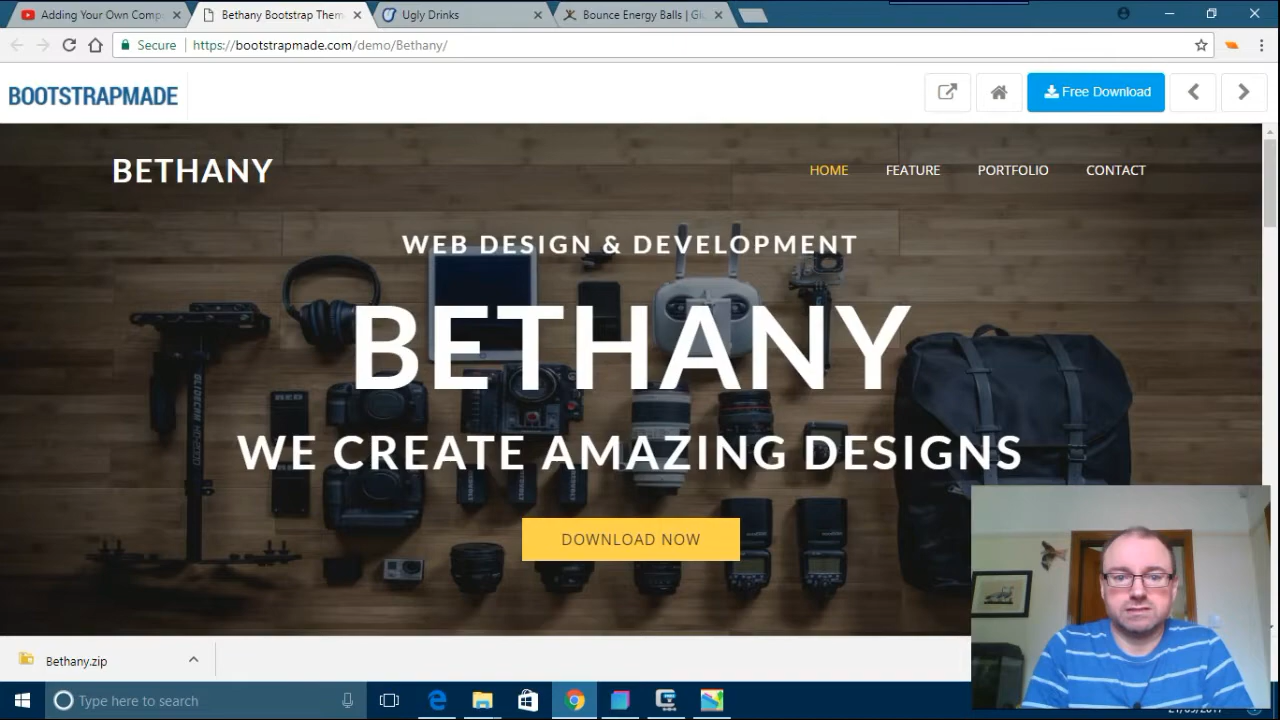 Adding Your Own Compu
Bethany Bootstrap Them
Ugly Drinks
Bounce Energy Balls | Glu
Secure
https://bootstrapmade.com/demo/Bethany/
BOOTSTRAPMADE
Free Download
BETHANY
HOME
FEATURE
PORTFOLIO
CONTACT
WEB DESIGN & DEVELOPMENT
BETHANY
WE CREATE AMAZING DESIGNS
DOWNLOAD NOW
Bethany.zip
Type here to search